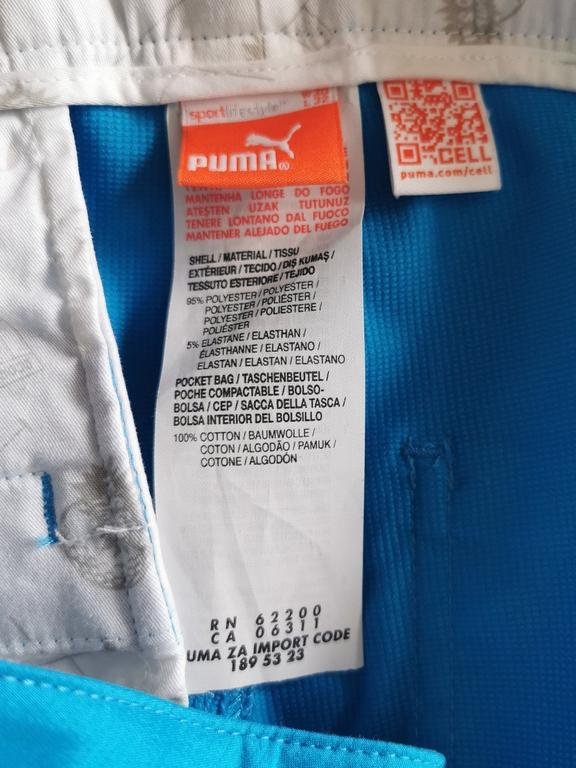 sportlifestyle
PUMA®
CELL
puma.com/cell
MANTENHA LONGE DO FOGO
ATEŞTEN UZAK TUTUNUZ
TENERE LONTANO DAL FUOCO
MANTENER ALEJADO DEL FUEGO
SHELL / MATERIAL / TISSU
EXTÉRIEUR / TECIDO / DIŞ KUMAŞ /
TESSUTO ESTERIORE / TEJIDO
95% POLYESTER / POLYESTER /
POLYESTER / POLIÉSTER /
POLYESTER / POLIESTERE /
POLIÉSTER
5% ELASTANE / ELASTHAN /
ÉLASTHANNE / ELASTANO /
ELASTAN / ELASTAN / ELASTANO
POCKET BAG / TASCHENBEUTEL /
POCHE COMPACTABLE / BOLSO-
BOLSA / CEP / SACCA DELLA TASCA /
BOLSA INTERIOR DEL BOLSILLO
100% COTTON / BAUMWOLLE /
COTON / ALGODÃO / PAMUK /
COTONE / ALGODÓN
RN 62200
CA 06311
UMA ZA IMPORT CODE
189 53 23